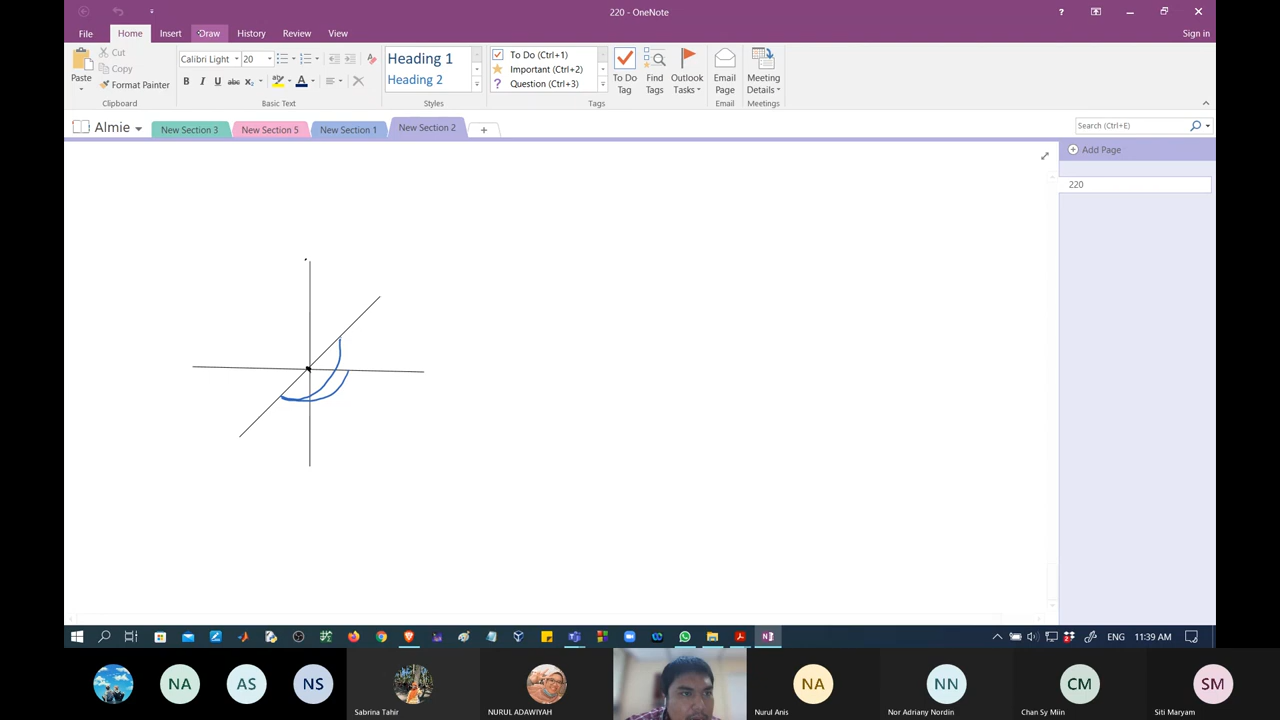 220 - OneNote
?
File Home Insert Draw History Review View
Sign in
Paste
Cut
Copy
Format Painter
Clipboard
Calibri Light 20
B I U abc x₂ A
Basic Text
Heading 1
Heading 2
Styles
To Do (Ctrl+1)
Important (Ctrl+2)
? Question (Ctrl+3)
To Do Tag
Find Tags
Outlook Tasks
Tags
Email Page
Email
Meeting Details
Meetings
Almie New Section 3 New Section 5 New Section 1 New Section 2 +
Search (Ctrl+E)
Add Page
220
ENG 11:39 AM
NA AS NS NA NN CM SM
Sabrina Tahir NURUL ADAWIYAH Nurul Anis Nor Adriany Nordin Chan Sy Miin Siti Maryam